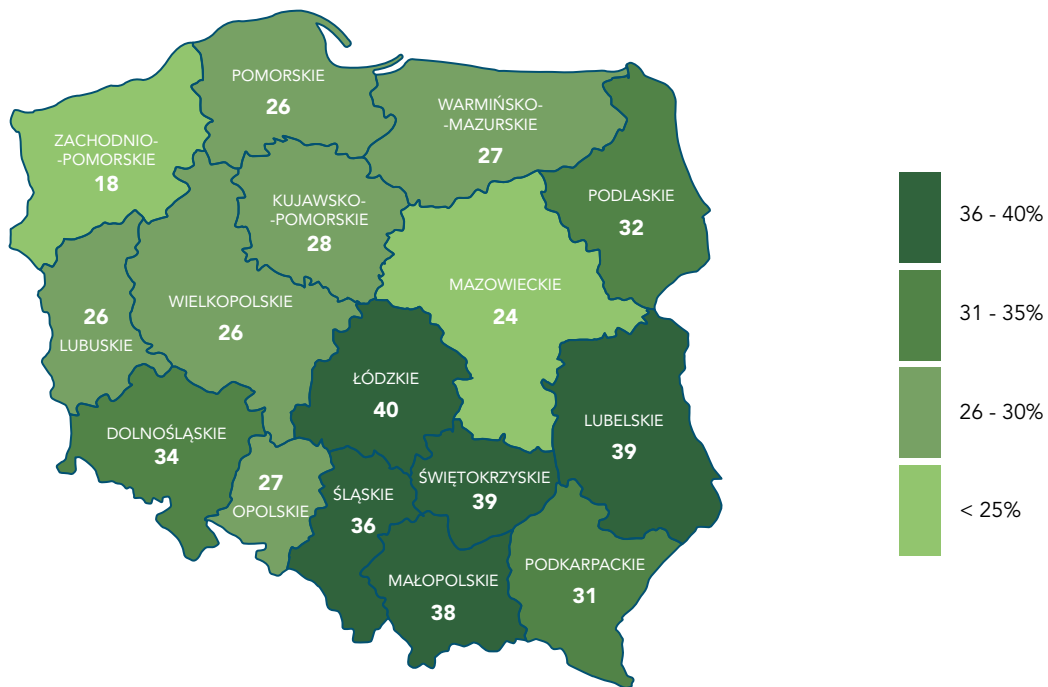 POMORSKIE
26
WARMIŃSKO-
-MAZURSKIE
27
ZACHODNIO-
-POMORSKIE
18
PODLASKIE
32
KUJAWSKO-
-POMORSKIE
28
MAZOWIECKIE
24
WIELKOPOLSKIE
26
26
LUBUSKIE
ŁÓDZKIE
40
LUBELSKIE
39
DOLNOŚLĄSKIE
34
27
OPOLSKIE
ŚLĄSKIE
36
ŚWIĘTOKRZYSKIE
39
MAŁOPOLSKIE
38
PODKARPACKIE
31
36 - 40%
31 - 35%
26 - 30%
< 25%